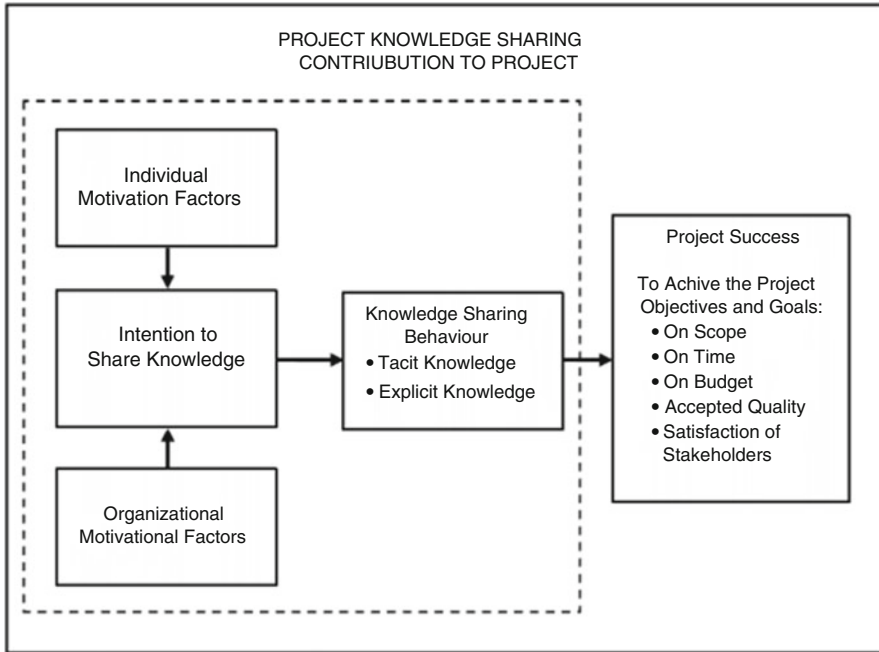 PROJECT KNOWLEDGE SHARING
CONTRIUBUTION TO PROJECT
Individual
Motivation Factors
Intention to
Share Knowledge
Organizational
Motivational Factors
Knowledge Sharing
Behaviour
• Tacit Knowledge
• Explicit Knowledge
Project Success
To Achive the Project
Objectives and Goals:
• On Scope
• On Time
• On Budget
• Accepted Quality
• Satisfaction of
Stakeholders